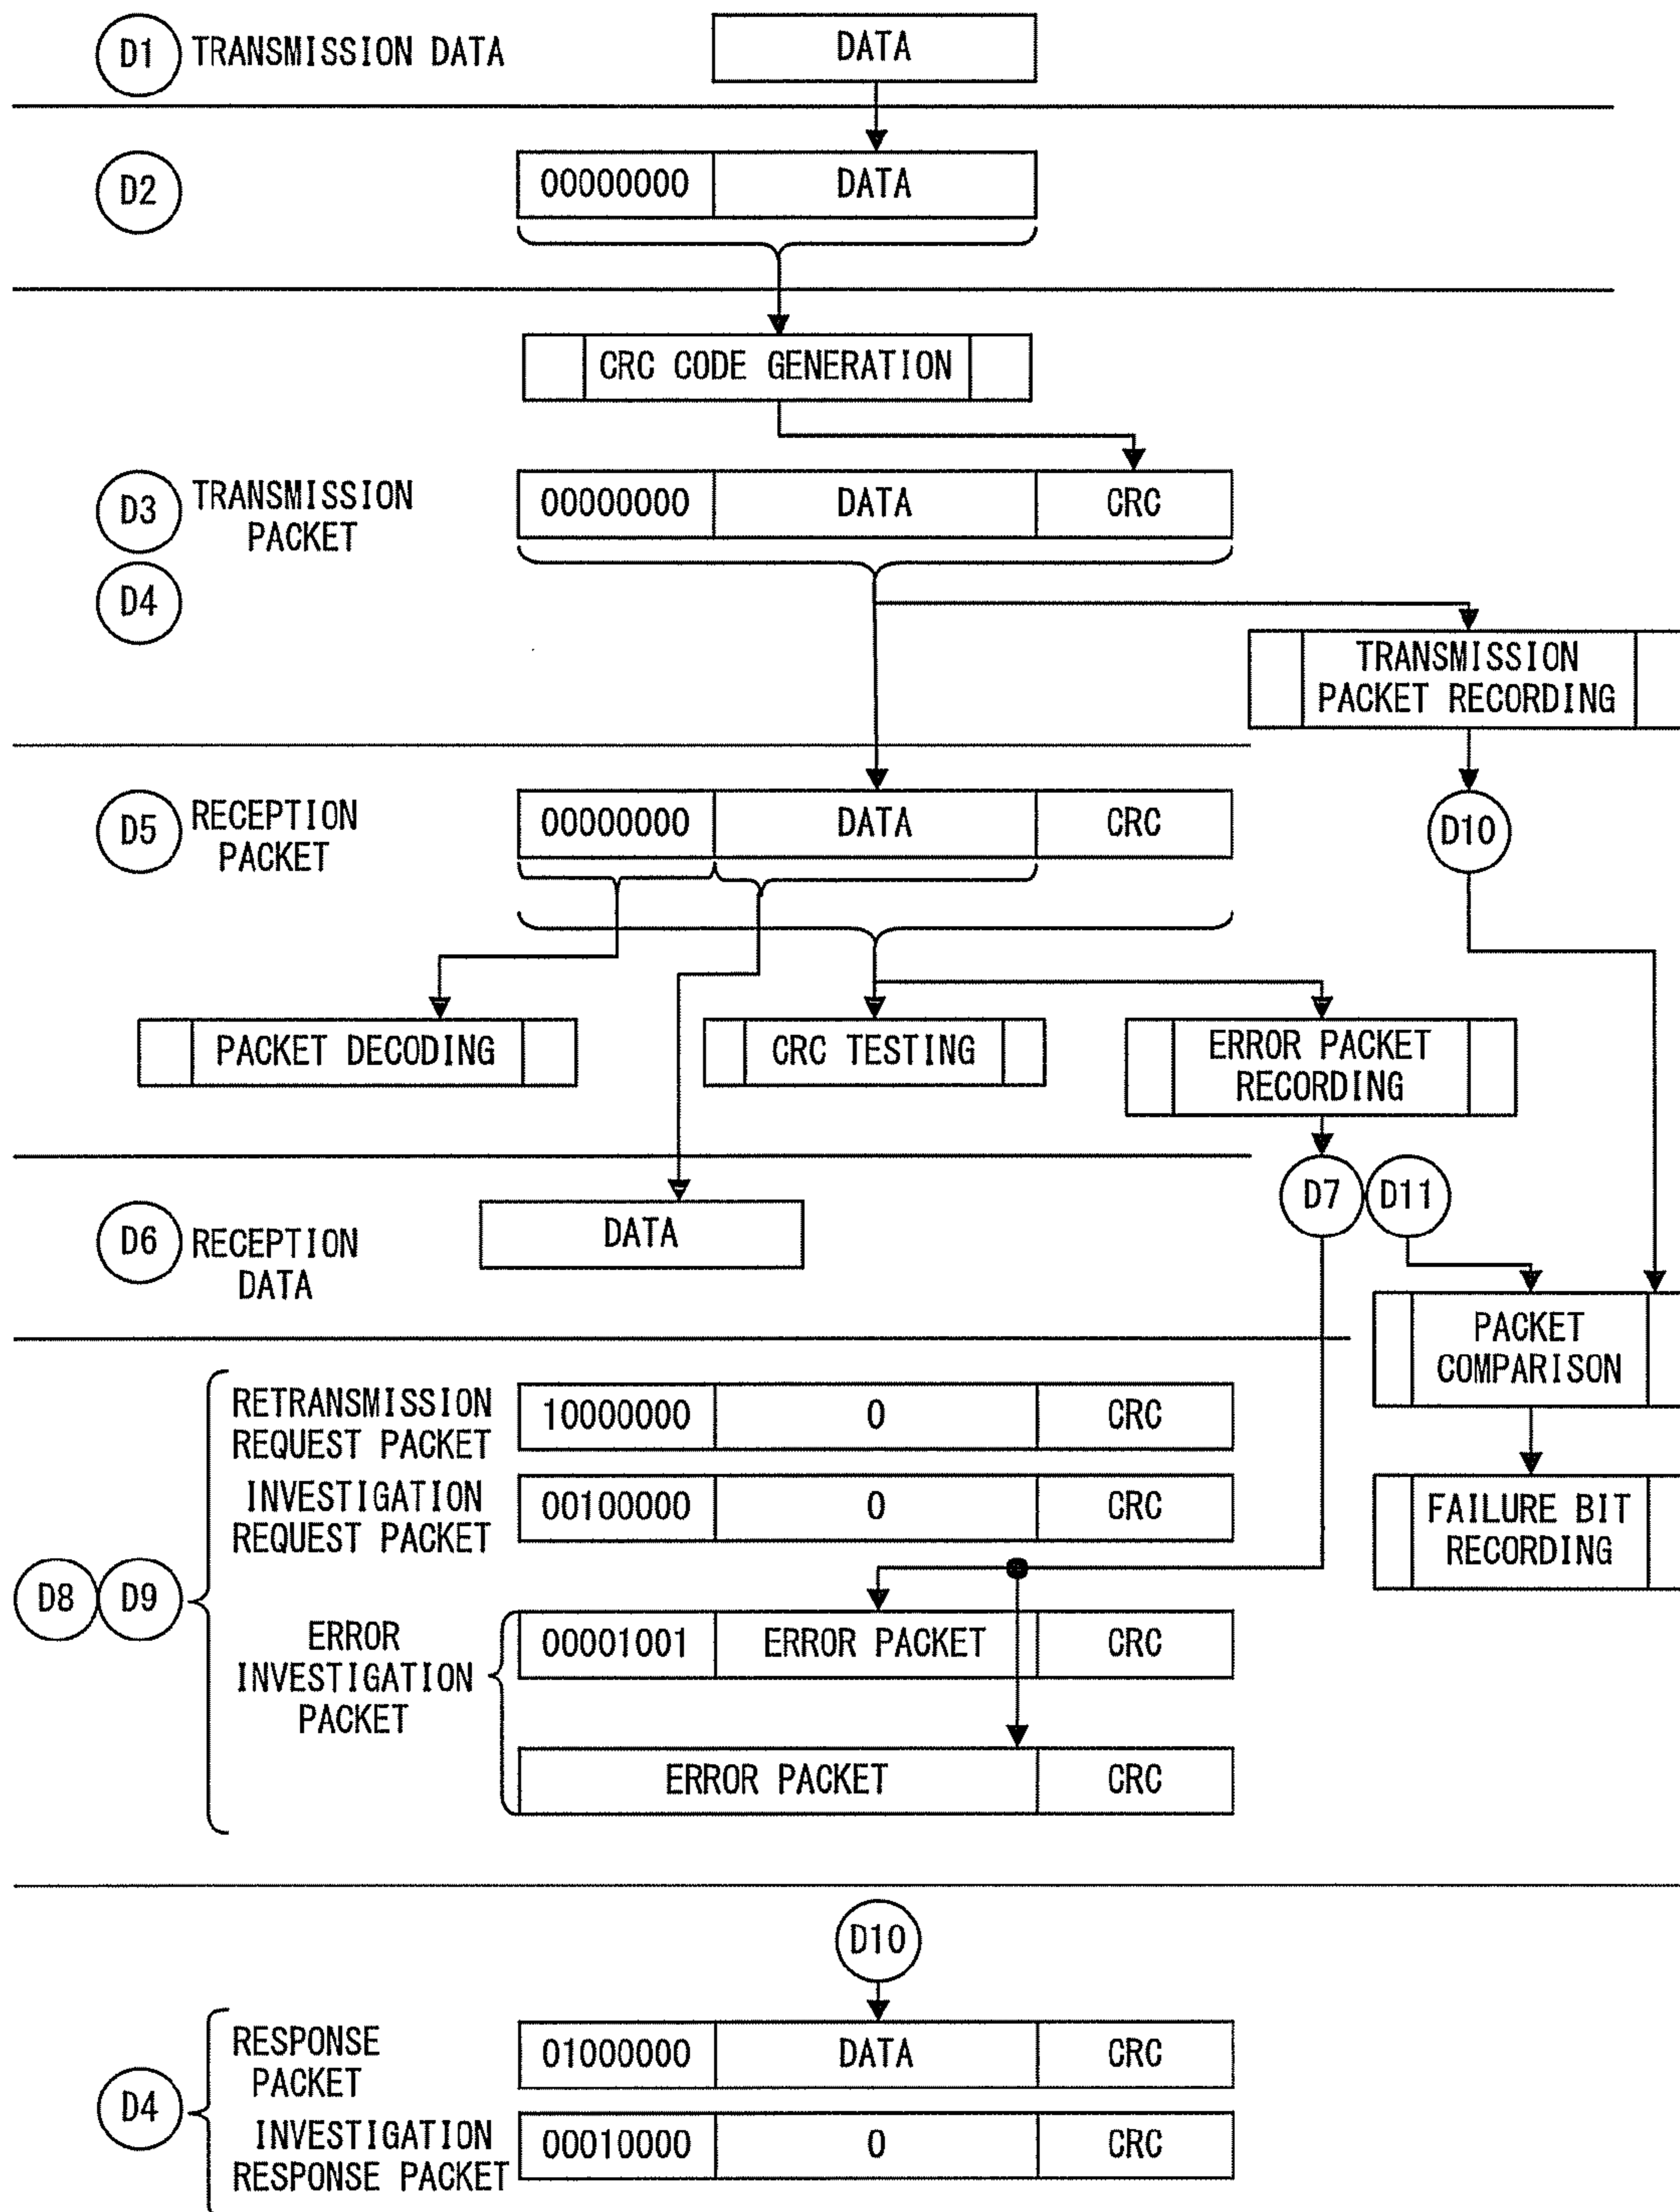 D1 TRANSMISSION DATA DATA
D2 00000000 DATA
CRC CODE GENERATION
D3 TRANSMISSION
PACKET
00000000 DATA CRC
D4
TRANSMISSION
PACKET RECORDING
D5 RECEPTION
PACKET
00000000 DATA CRC
D10
PACKET DECODING
CRC TESTING
ERROR PACKET
RECORDING
D7 D11
D6 RECEPTION
DATA
DATA
PACKET
COMPARISON
RETRANSMISSION
REQUEST PACKET
10000000 0 CRC
INVESTIGATION
REQUEST PACKET
00100000 0 CRC
FAILURE BIT
RECORDING
D8 D9
ERROR
INVESTIGATION
PACKET
00001001 ERROR PACKET CRC
ERROR PACKET CRC
D10
D4
RESPONSE
PACKET
01000000 DATA CRC
INVESTIGATION
RESPONSE PACKET
00010000 0 CRC